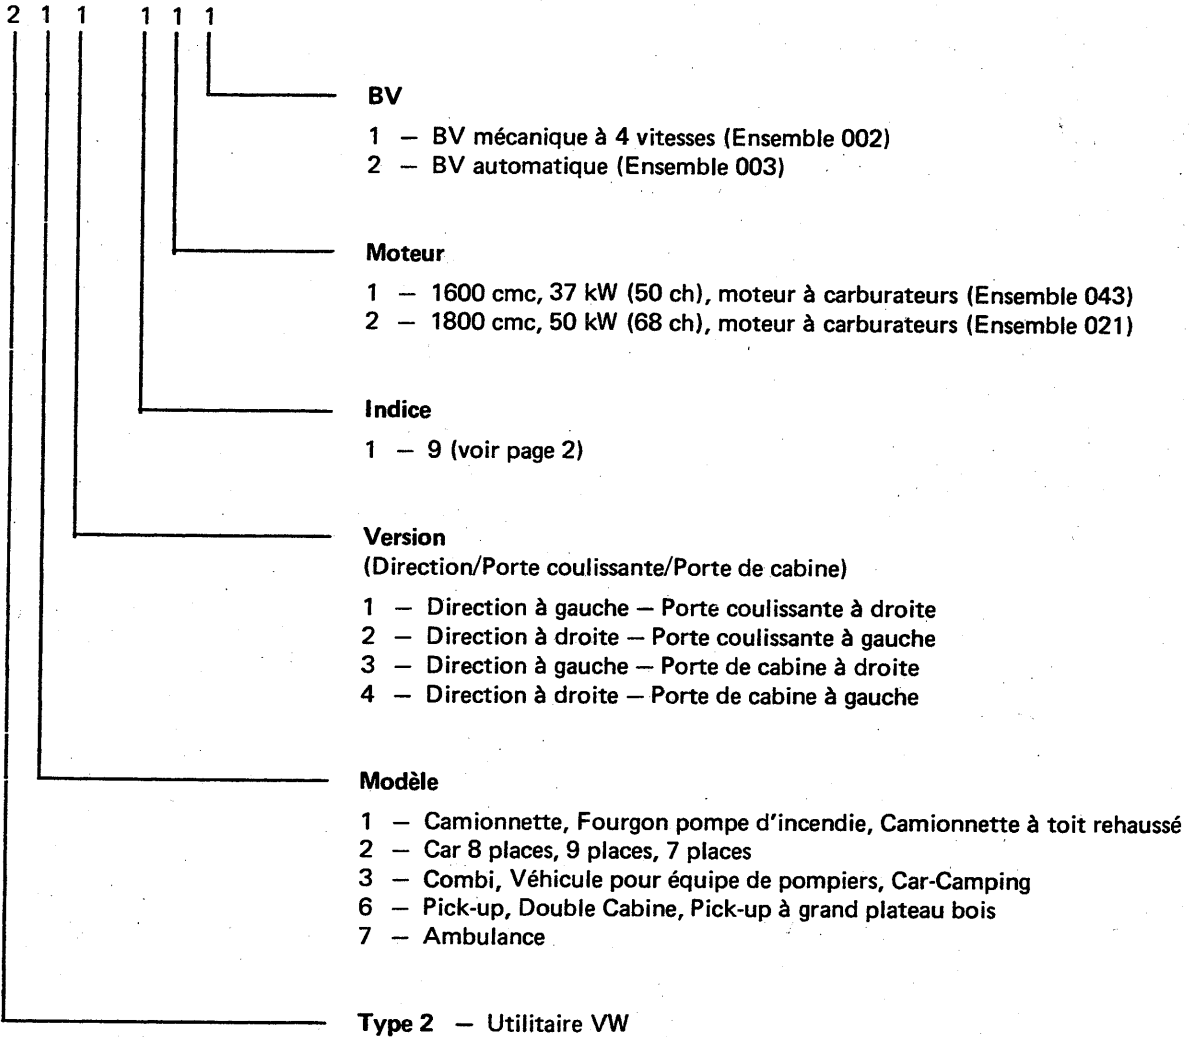 2 1 1 1 1 1
BV
1 – BV mécanique à 4 vitesses (Ensemble 002)
2 – BV automatique (Ensemble 003)
Moteur
1 – 1600 cmc, 37 kW (50 ch), moteur à carburateurs (Ensemble 043)
2 – 1800 cmc, 50 kW (68 ch), moteur à carburateurs (Ensemble 021)
Indice
1 – 9 (voir page 2)
Version
(Direction/Porte coulissante/Porte de cabine)
1 – Direction à gauche – Porte coulissante à droite
2 – Direction à droite – Porte coulissante à gauche
3 – Direction à gauche – Porte de cabine à droite
4 – Direction à droite – Porte de cabine à gauche
Modèle
1 – Camionnette, Fourgon pompe d'incendie, Camionnette à toit rehaussé
2 – Car 8 places, 9 places, 7 places
3 – Combi, Véhicule pour équipe de pompiers, Car-Camping
6 – Pick-up, Double Cabine, Pick-up à grand plateau bois
7 – Ambulance
Type 2 – Utilitaire VW